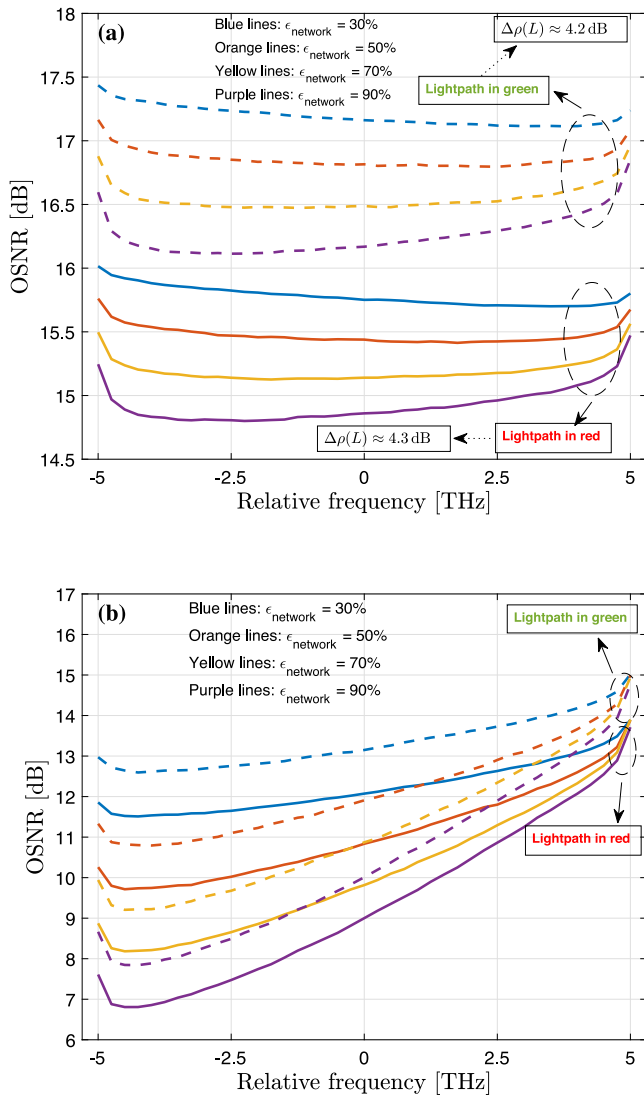 (a)
Blue lines: ϵnetwork = 30%
Orange lines: ϵnetwork = 50%
Yellow lines: ϵnetwork = 70%
Purple lines: ϵnetwork = 90%
Δρ(L) ≈ 4.2 dB
Lightpath in green
18
17.5
17
16.5
16
15.5
15
14.5
OSNR [dB]
Δρ(L) ≈ 4.3 dB
Lightpath in red
-5
-2.5
0
2.5
5
Relative frequency [THz]
(b)
Blue lines: ϵnetwork = 30%
Orange lines: ϵnetwork = 50%
Yellow lines: ϵnetwork = 70%
Purple lines: ϵnetwork = 90%
Lightpath in green
17
16
15
14
13
12
11
10
9
8
7
6
OSNR [dB]
Lightpath in red
-5
-2.5
0
2.5
5
Relative frequency [THz]